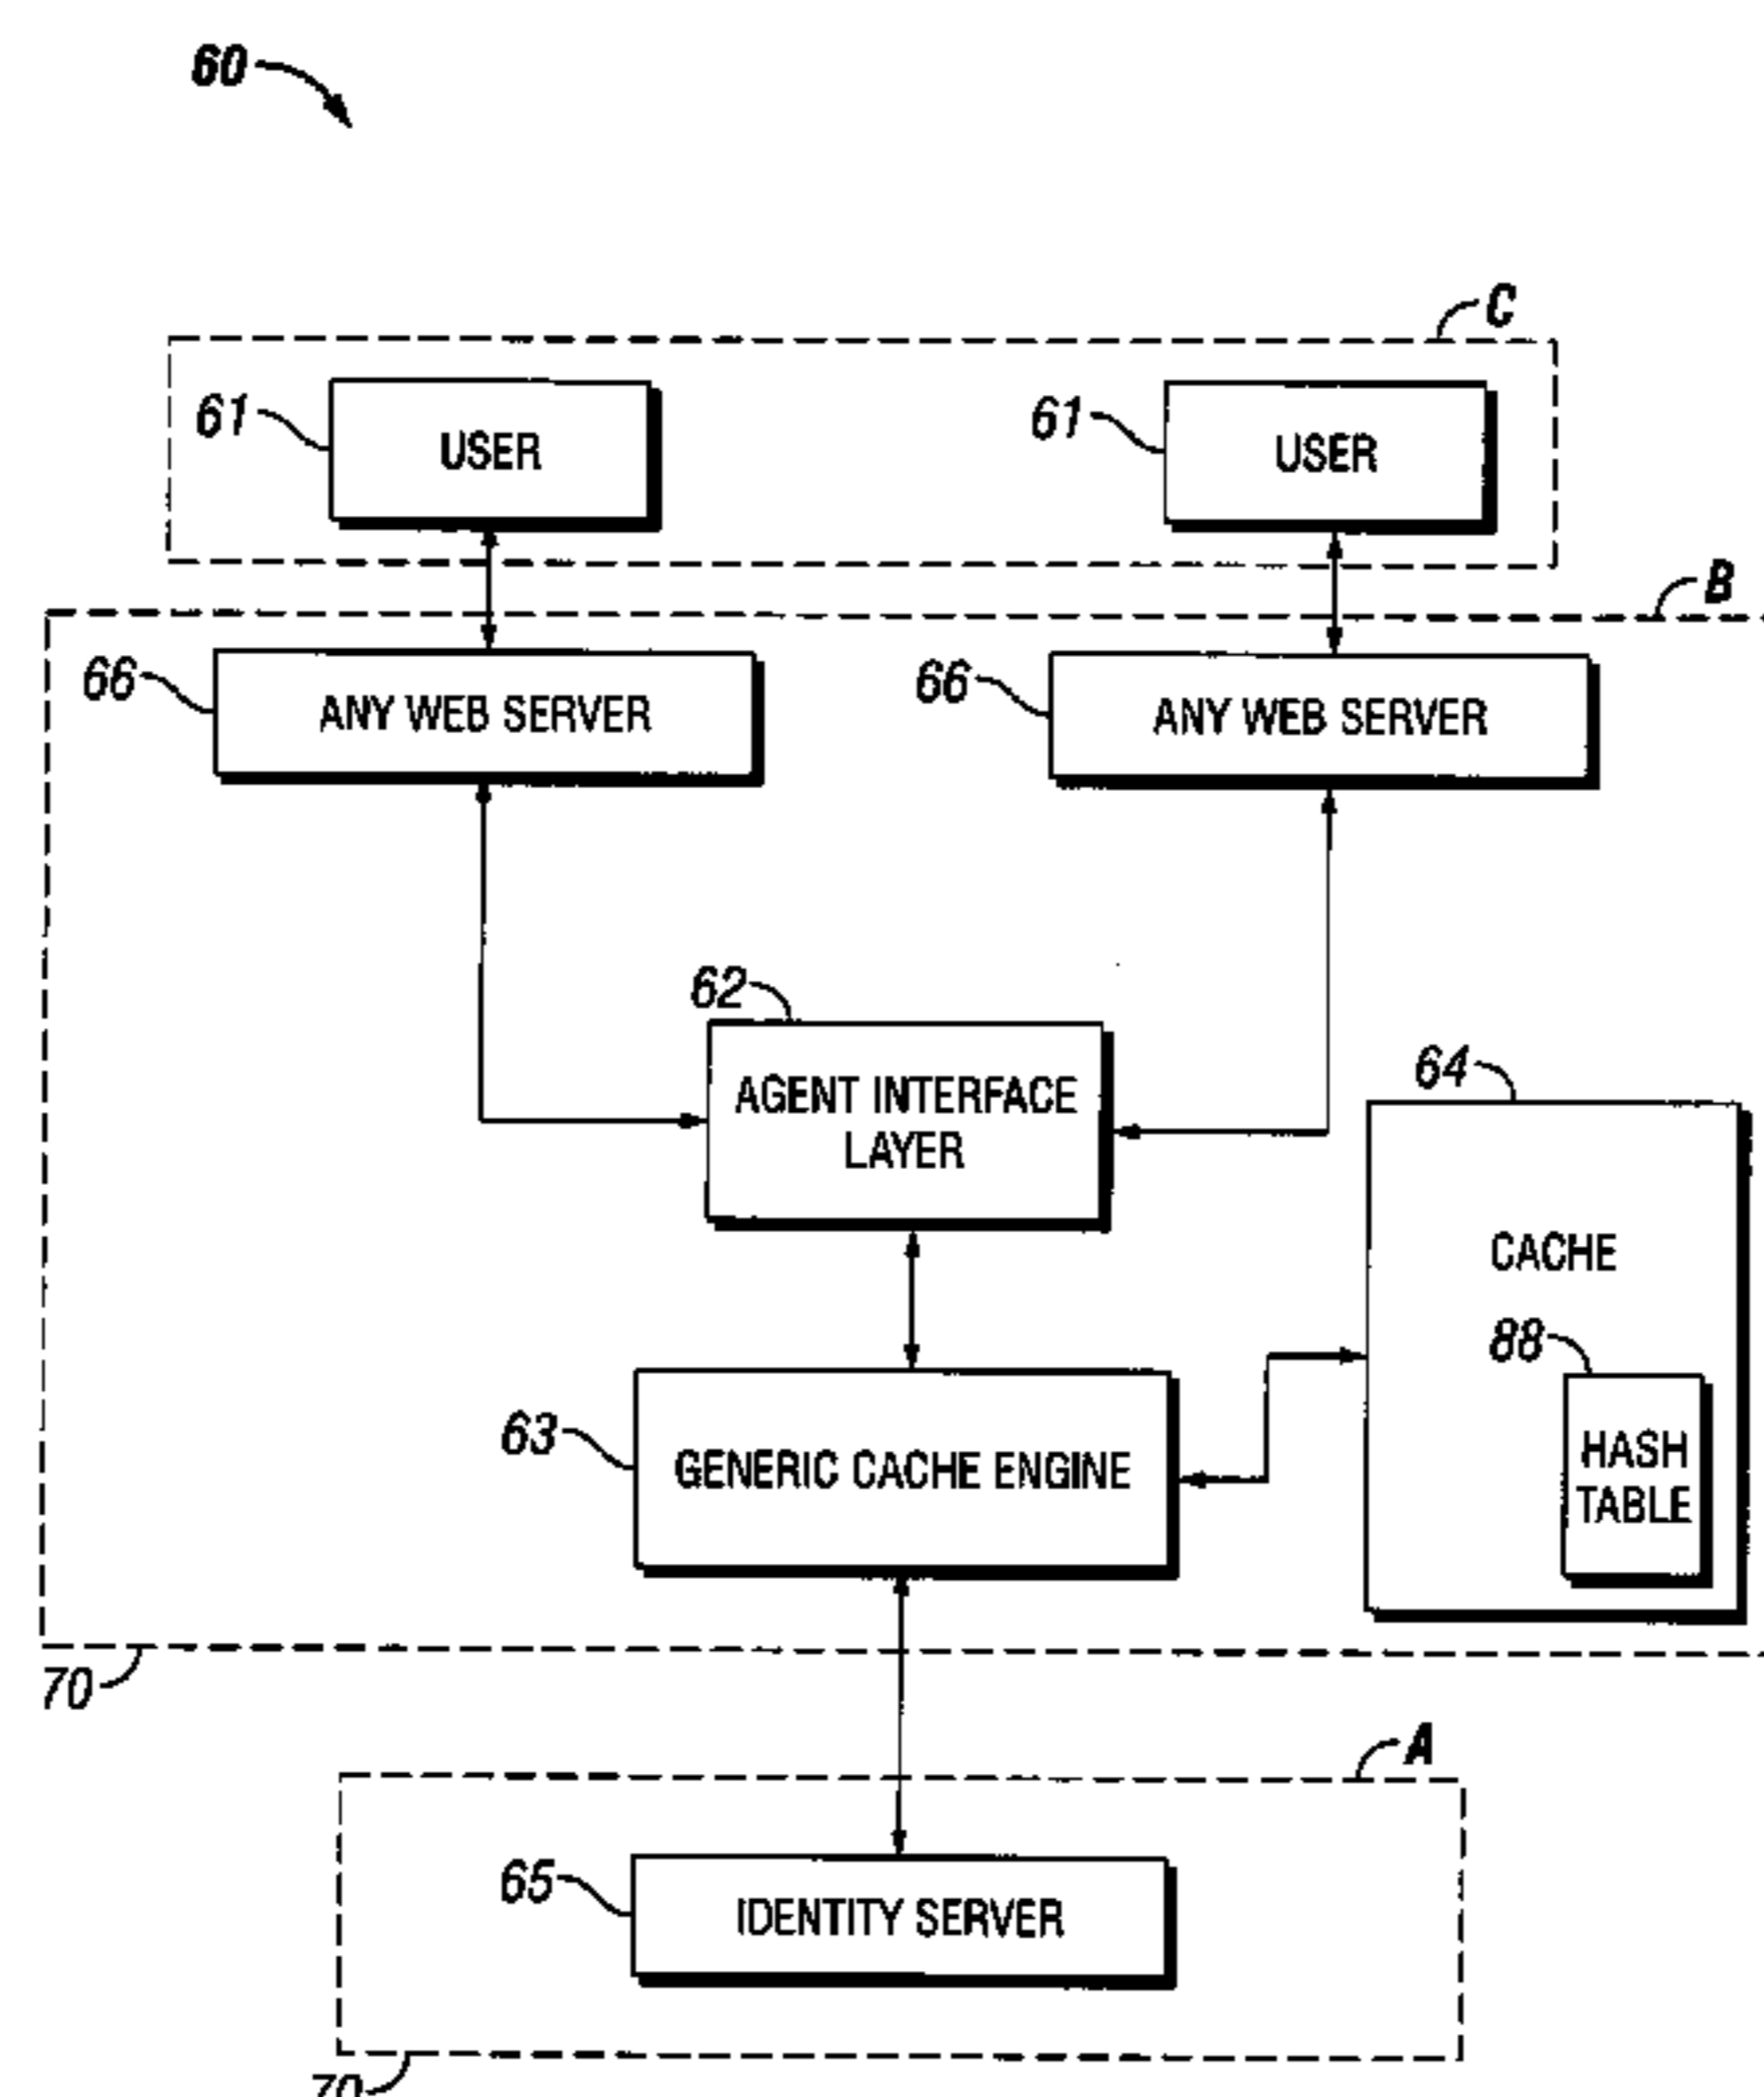 60
C
61
USER
61
USER
B
66
ANY WEB SERVER
66
ANY WEB SERVER
62
AGENT INTERFACE
LAYER
64
CACHE
88
HASH
TABLE
63
GENERIC CACHE ENGINE
70
A
65
IDENTITY SERVER
70